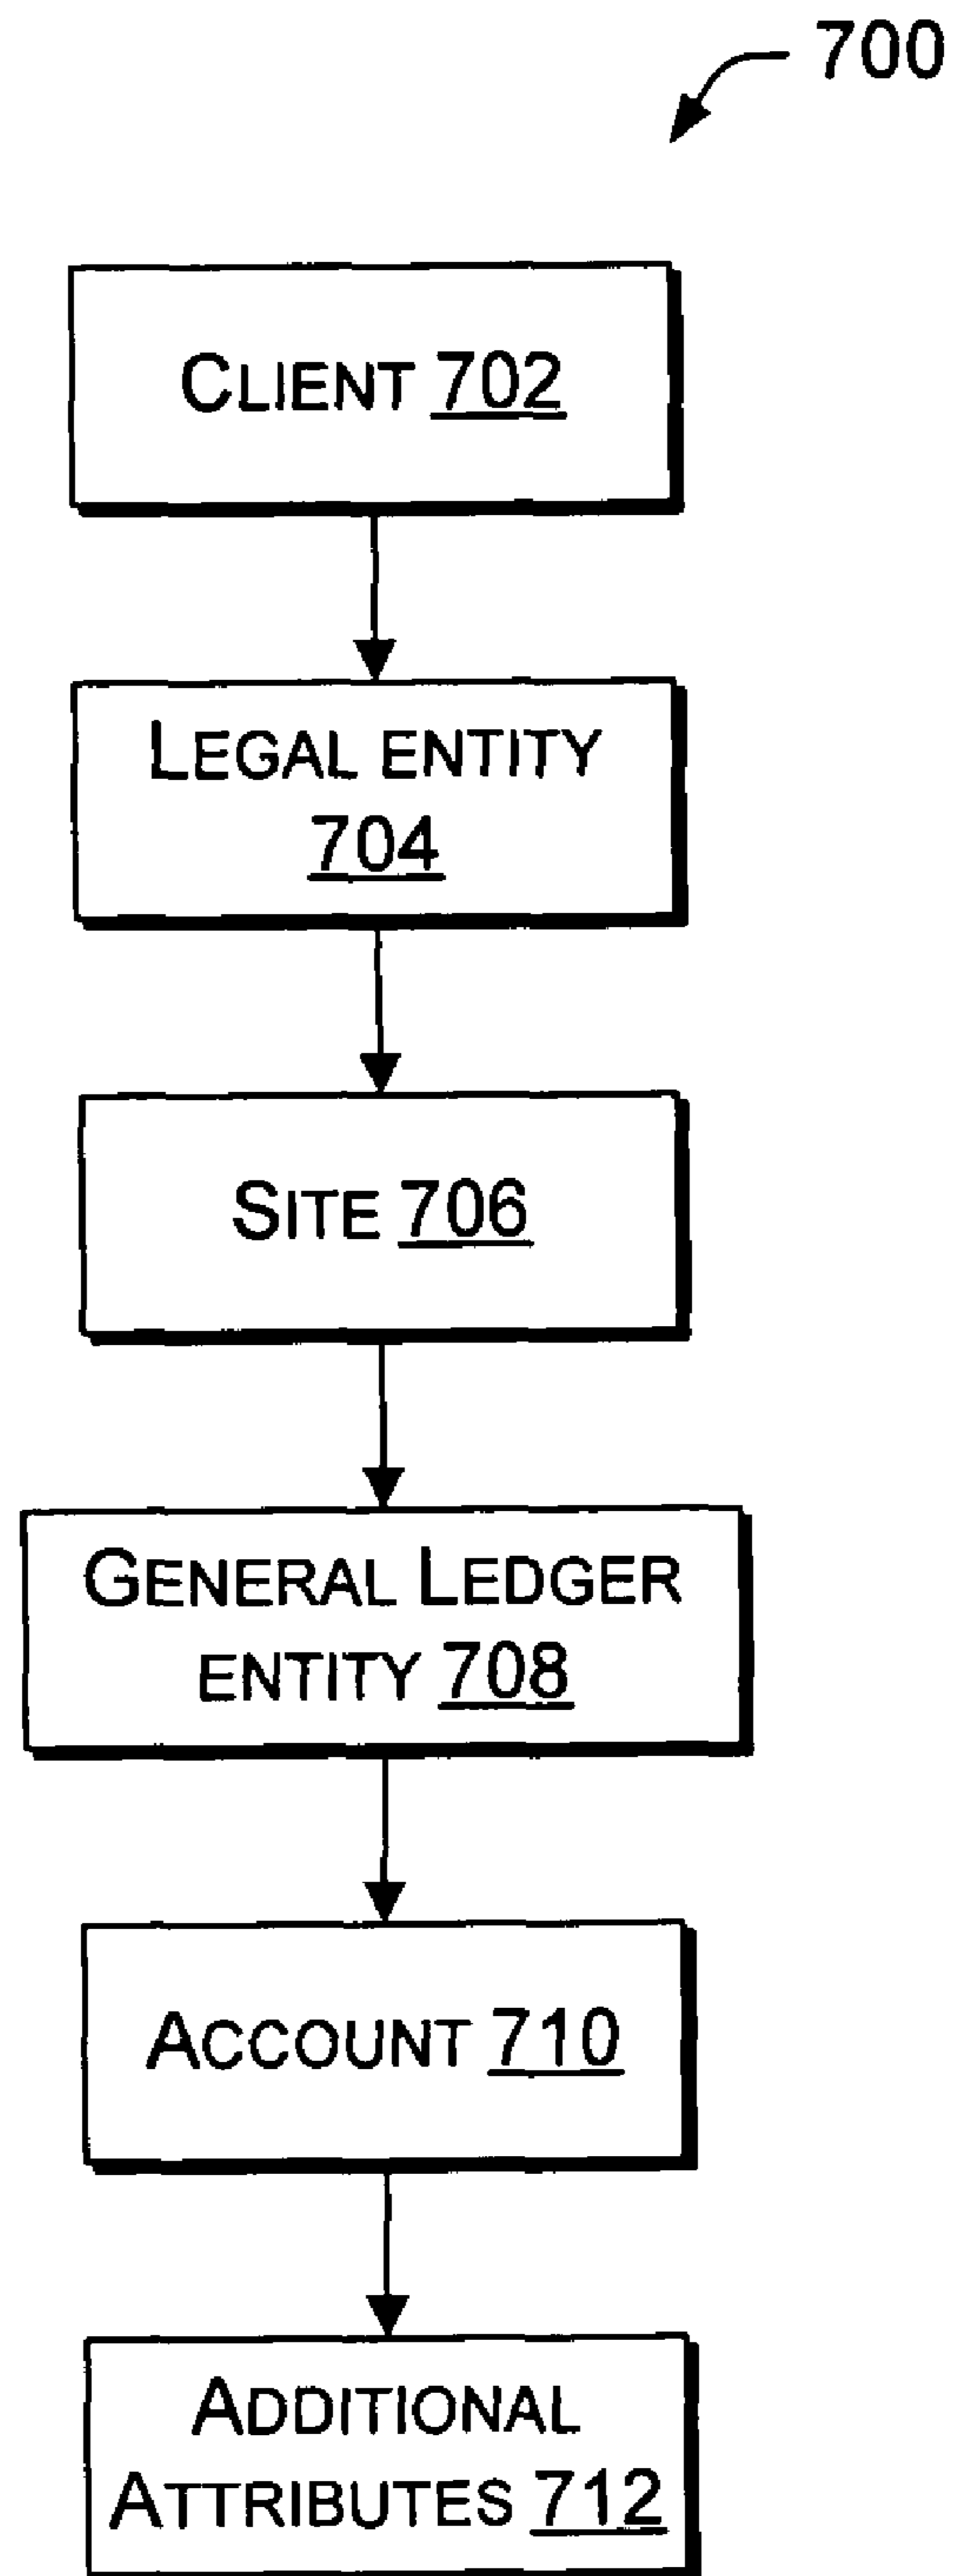 700
CLIENT 702
LEGAL ENTITY
704
SITE 706
GENERAL LEDGER
ENTITY 708
ACCOUNT 710
ADDITIONAL
ATTRIBUTES 712